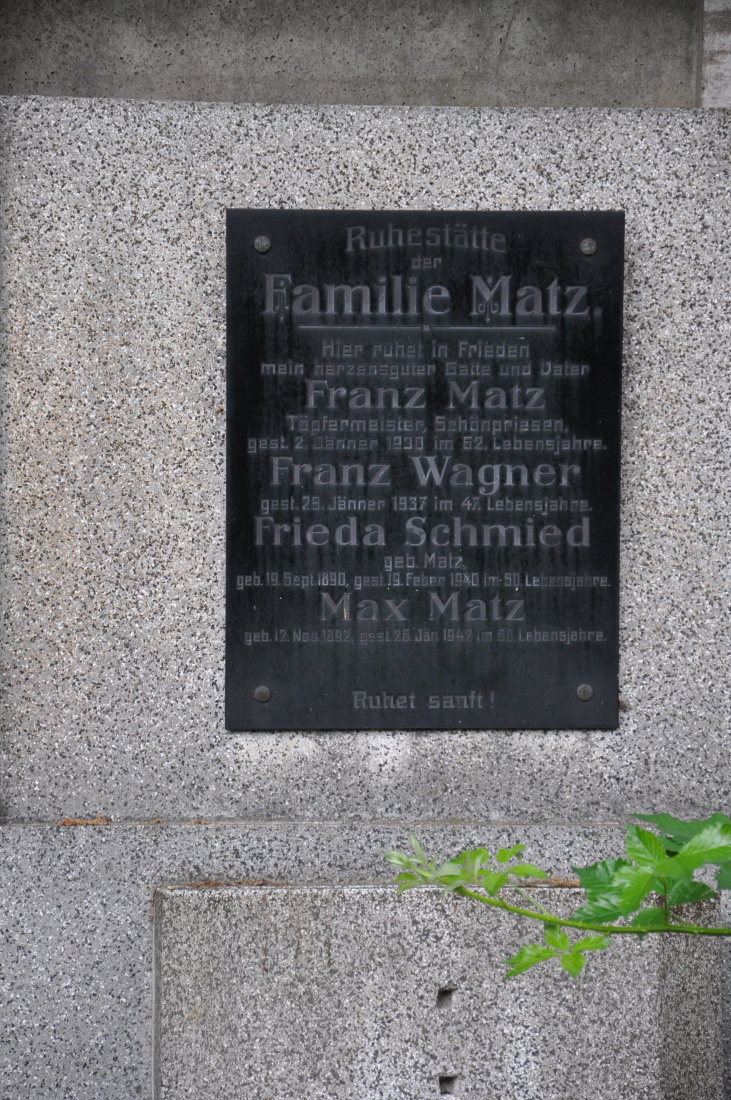 Ruhestätte
der
Familie Matz.
Hier ruhet in Frieden
mein herzensguter Gatte und Vater
Franz Matz
Töpfermeister, Schönpriesen,
gest. 2. Jänner 1930 im 62. Lebensjahre.
Franz Wagner
gest. 29. Jänner 1937 im 47. Lebensjahre.
Frieda Schmied
geb. Matz,
geb. 19. Sept. 1890, gest. 19. Feber 1940 im 50. Lebensjahre.
Max Matz
geb. 12. Nov. 1892, gest. 26. Jän. 1942 im 50. Lebensjahre.
Ruhet sanft!